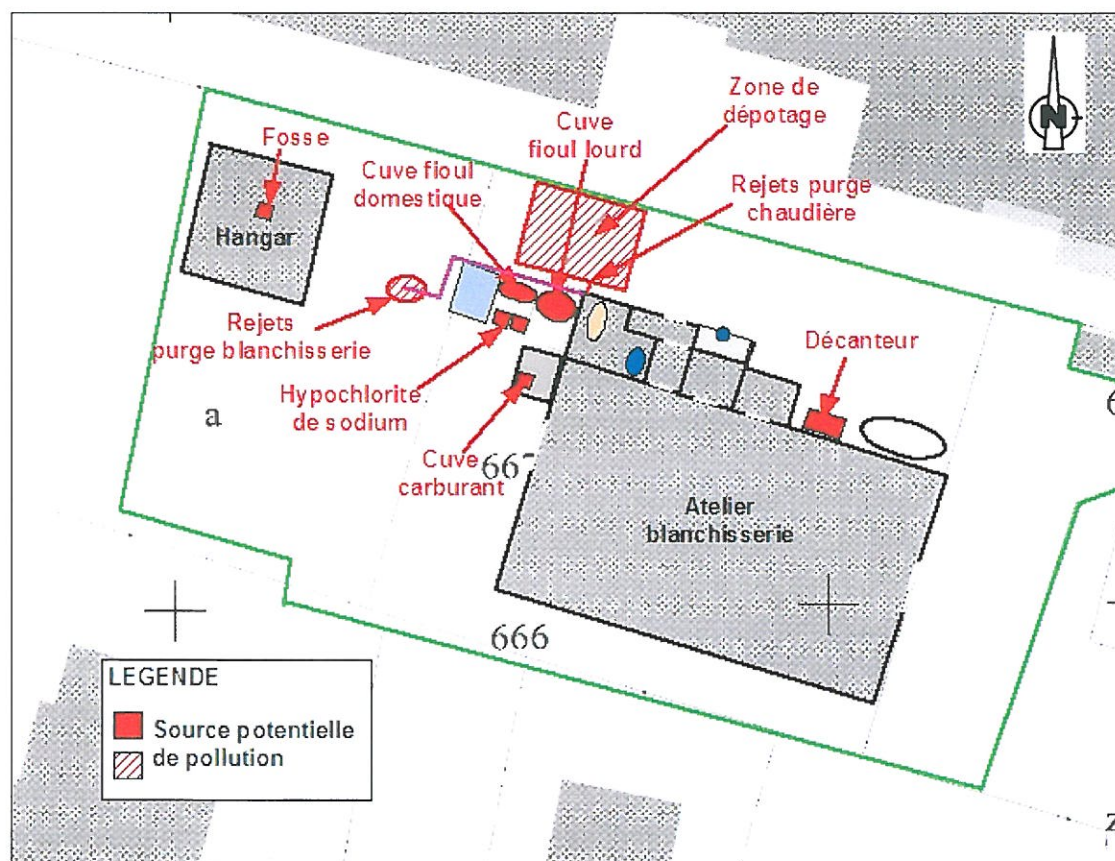 N
Zone de
dépotage
Cuve
fioul lourd
Fosse
Cuve fioul
domestique
Rejets purge
chaudière
Hangar
Rejets
purge blanchisserie
Décanteur
Hypochlorite
de sodium
a
Cuve
carburant
667
6
Atelier
blanchisserie
666
LEGENDE
Source potentielle
de pollution